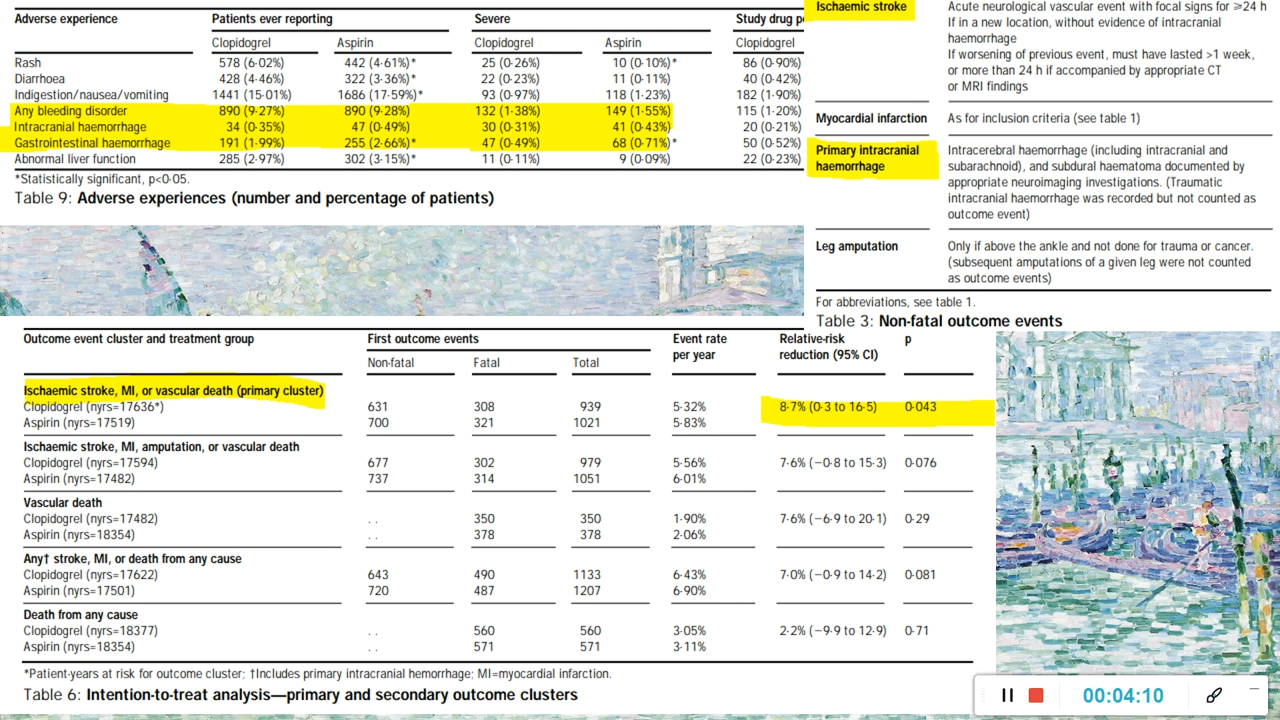 Adverse experience Patients ever reporting Severe Study drug p
Clopidogrel Aspirin Clopidogrel Aspirin Clopidogrel
Rash 578 (6·02%) 442 (4·61%)* 25 (0·26%) 10 (0·10%)* 86 (0·90%)
Diarrhoea 428 (4·46%) 322 (3·36%)* 22 (0·23%) 11 (0·11%) 40 (0·42%)
Indigestion/nausea/vomiting 1441 (15·01%) 1686 (17·59%)* 93 (0·97%) 118 (1·23%) 182 (1·90%)
Any bleeding disorder 890 (9·27%) 890 (9·28%) 132 (1·38%) 149 (1·55%) 115 (1·20%)
Intracranial haemorrhage 34 (0·35%) 47 (0·49%) 30 (0·31%) 41 (0·43%) 20 (0·21%)
Gastrointestinal haemorrhage 191 (1·99%) 255 (2·66%)* 47 (0·49%) 68 (0·71%)* 50 (0·52%)
Abnormal liver function 285 (2·97%) 302 (3·15%)* 11 (0·11%) 9 (0·09%) 22 (0·23%)
*Statistically significant, p<0·05.
Table 9: Adverse experiences (number and percentage of patients)
Ischaemic stroke Acute neurological vascular event with focal signs for ⩾24 h
If in a new location, without evidence of intracranial
haemorrhage
If worsening of previous event, must have lasted >1 week,
or more than 24 h if accompanied by appropriate CT
or MRI findings
Myocardial infarction As for inclusion criteria (see table 1)
Primary intracranial Intracerebral haemorrhage (including intracranial and
haemorrhage subarachnoid), and subdural haematoma documented by
appropriate neuroimaging investigations. (Traumatic
intracranial haemorrhage was recorded but not counted as
outcome event)
Leg amputation Only if above the ankle and not done for trauma or cancer.
(subsequent amputations of a given leg were not counted
as outcome events)
For abbreviations, see table 1.
Table 3: Non-fatal outcome events
Outcome event cluster and treatment group First outcome events Event rate Relative-risk p
per year reduction (95% CI)
Non-fatal Fatal Total
Ischaemic stroke, MI, or vascular death (primary cluster)
Clopidogrel (nyrs=17636*) 631 308 939 5·32% 8·7% (0·3 to 16·5) 0·043
Aspirin (nyrs=17519) 700 321 1021 5·83%
Ischaemic stroke, MI, amputation, or vascular death
Clopidogrel (nyrs=17594) 677 302 979 5·56% 7·6% (−0·8 to 15·3) 0·076
Aspirin (nyrs=17482) 737 314 1051 6·01%
Vascular death
Clopidogrel (nyrs=17482) .. 350 350 1·90% 7·6% (−6·9 to 20·1) 0·29
Aspirin (nyrs=18354) .. 378 378 2·06%
Any† stroke, MI, or death from any cause
Clopidogrel (nyrs=17622) 643 490 1133 6·43% 7·0% (−0·9 to 14·2) 0·081
Aspirin (nyrs=17501) 720 487 1207 6·90%
Death from any cause
Clopidogrel (nyrs=18377) .. 560 560 3·05% 2·2% (−9·9 to 12·9) 0·71
Aspirin (nyrs=18354) .. 571 571 3·11%
*Patient-years at risk for outcome cluster; †Includes primary intracranial hemorrhage; MI=myocardial infarction.
Table 6: Intention-to-treat analysis—primary and secondary outcome clusters
00:04:10